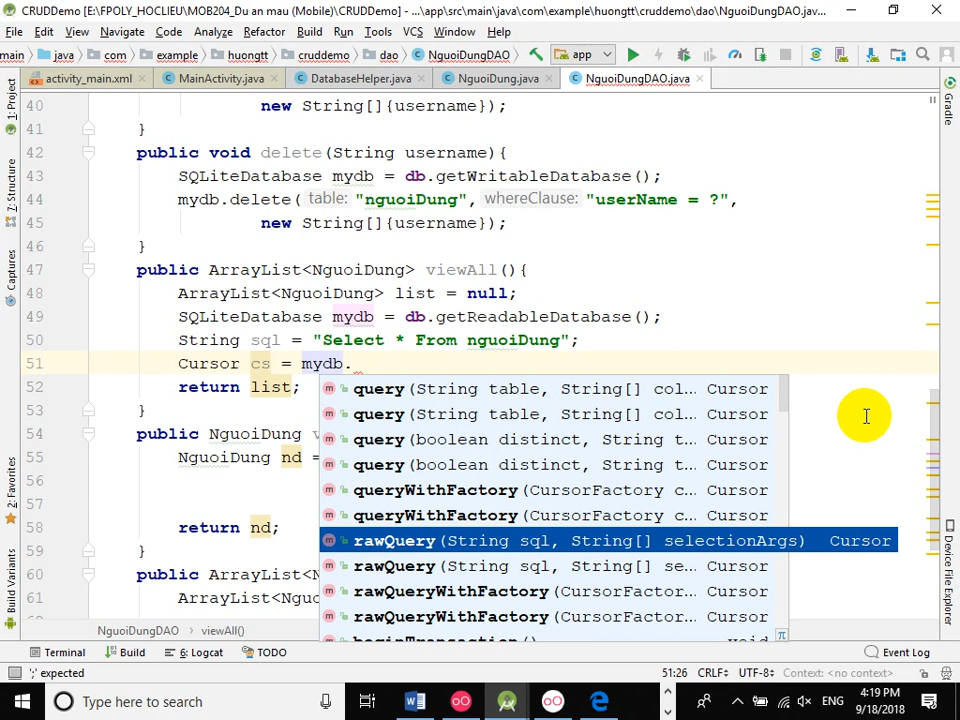 CRUDDemo [E:\FPOLY_HOCLIEU\MOB204_Du an mau (Mobile)\CRUDDemo] - ...\app\src\main\java\com\example\huongtt\cruddemo\dao\NguoiDungDAO.jav...
File Edit View Navigate Code Analyze Refactor Build Run Tools VCS Window Help
main java com example huongtt cruddemo dao NguoiDungDAO app
activity_main.xml MainActivity.java DatabaseHelper.java NguoiDung.java NguoiDungDAO.java
1: Project
7: Structure
Captures
2: Favorites
Build Variants
Gradle
Device File Explorer
40 new String[]{username});
41 }
42 public void delete(String username){
43 SQLiteDatabase mydb = db.getWritableDatabase();
44 mydb.delete( table: "nguoiDung", whereClause: "userName = ?",
45 new String[]{username});
46 }
47 public ArrayList<NguoiDung> viewAll(){
48 ArrayList<NguoiDung> list = null;
49 SQLiteDatabase mydb = db.getReadableDatabase();
50 String sql = "Select * From nguoiDung";
51 Cursor cs = mydb.
52 return list;
53 }
54 public NguoiDung v
55 NguoiDung nd =
56
57
58 return nd;
59 }
60 public ArrayList<N
61 ArrayList<Nguo
m query(String table, String[] col... Cursor
m query(String table, String[] col... Cursor
m query(boolean distinct, String t... Cursor
m query(boolean distinct, String t... Cursor
m queryWithFactory(CursorFactory c... Cursor
m queryWithFactory(CursorFactory c... Cursor
m rawQuery(String sql, String[] selectionArgs) Cursor
m rawQuery(String sql, String[] se... Cursor
m rawQueryWithFactory(CursorFactor... Cursor
m rawQueryWithFactory(CursorFactor... Cursor
m beginTransaction() void
π
NguoiDungDAO viewAll()
Terminal Build 6: Logcat TODO Event Log
';' expected 51:26 CRLF UTF-8 Context: <no context>
Type here to search
ENG
4:19 PM
9/18/2018